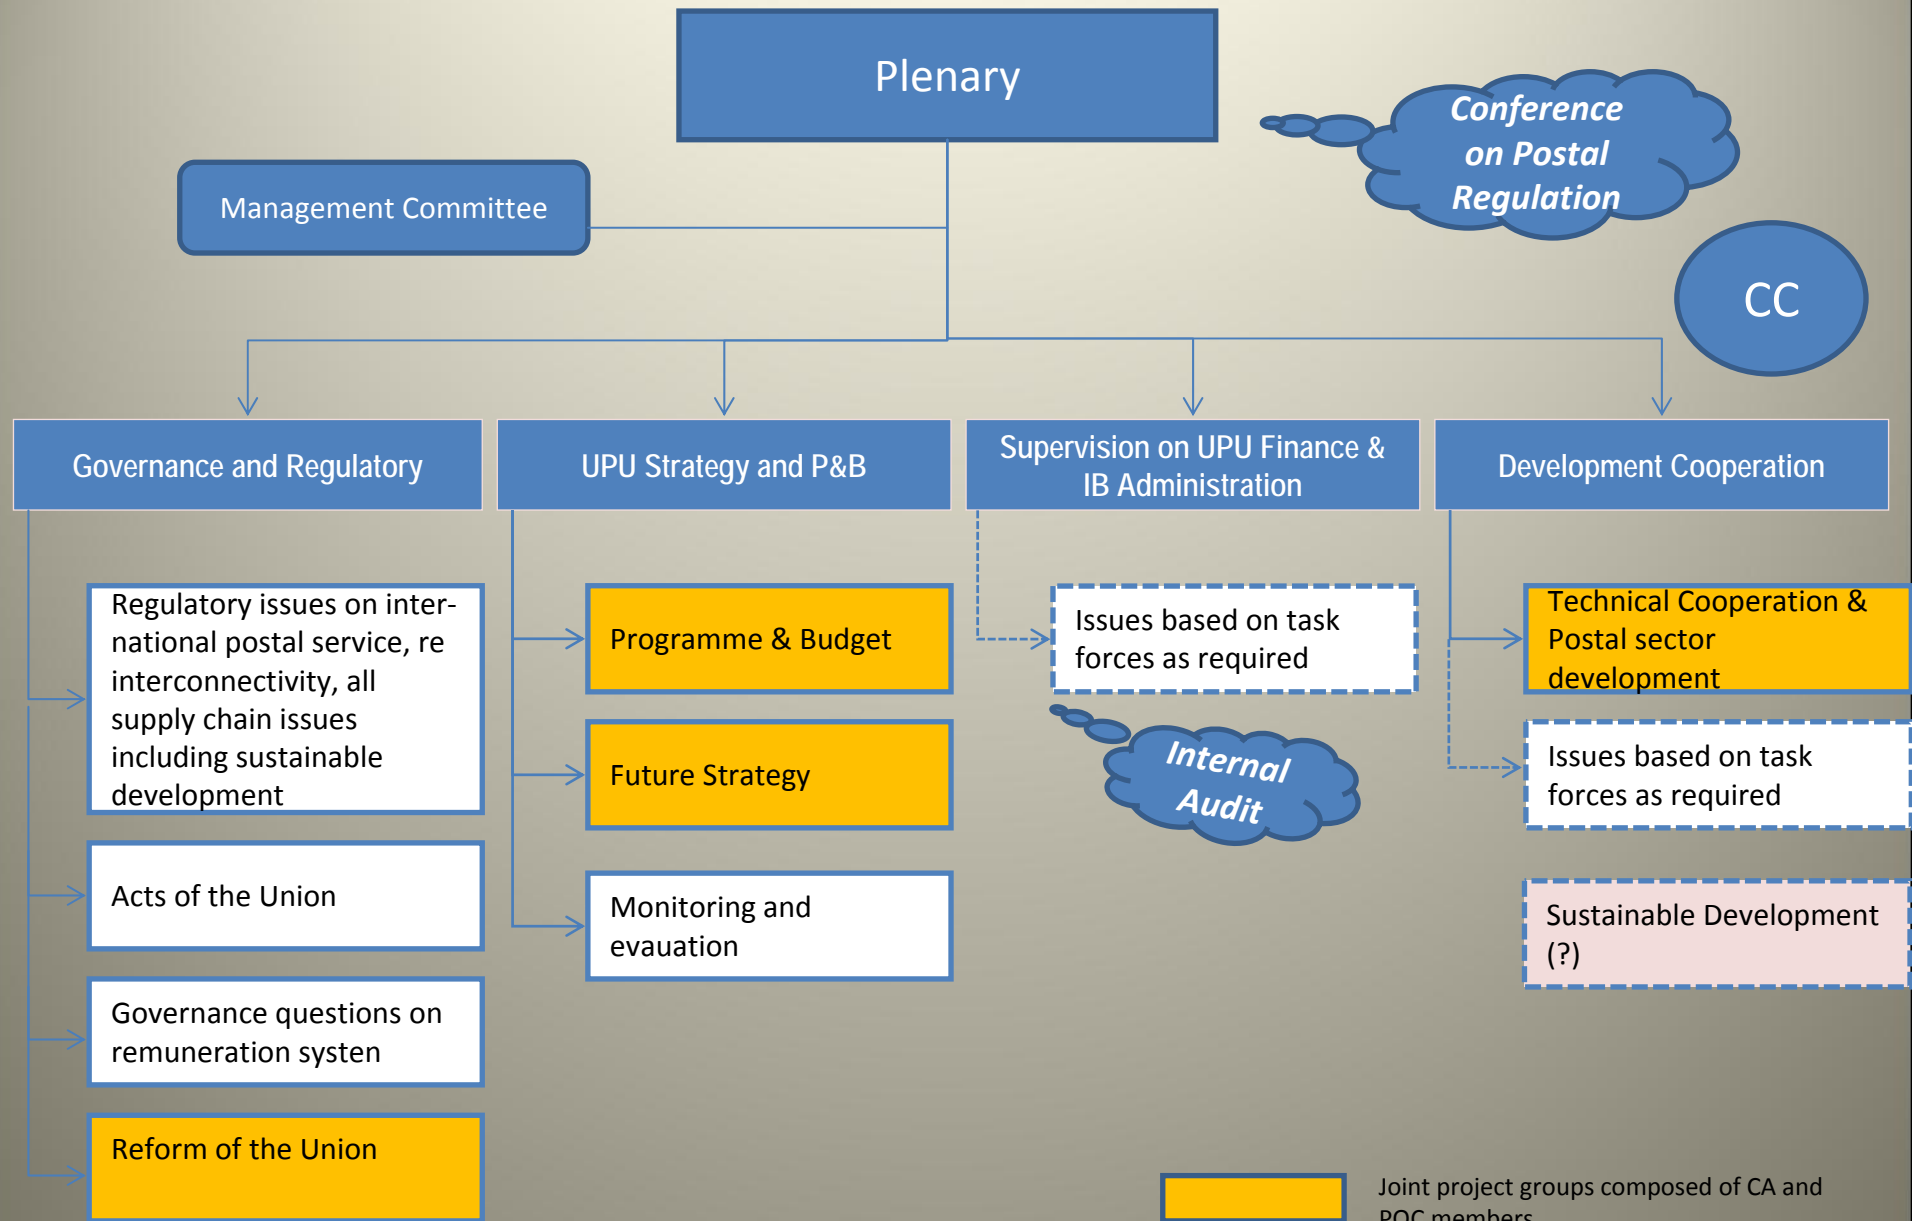 Plenary
Conference
on Postal
Regulation
Management Committee
CC
Governance and Regulatory
UPU Strategy and P&B
Supervision on UPU Finance &
IB Administration
Development Cooperation
Regulatory issues on inter-
national postal service, re
interconnectivity, all
supply chain issues
including sustainable
development
Acts of the Union
Governance questions on
remuneration systen
Reform of the Union
Programme & Budget
Future Strategy
Monitoring and
evauation
Issues based on task
forces as required
Internal
Audit
Technical Cooperation &
Postal sector
development
Issues based on task
forces as required
Sustainable Development
(?)
Joint project groups composed of CA and
POC members